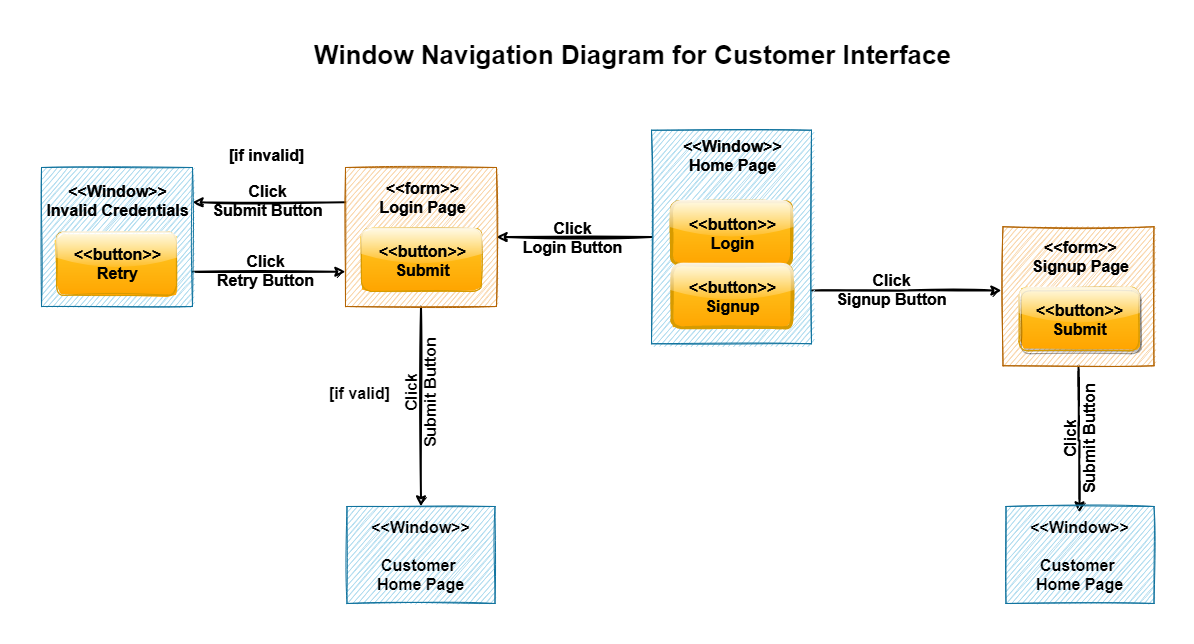 Window Navigation Diagram for Customer Interface
[if invalid]
<<Window>>
Invalid Credentials
<<button>>
Retry
Click
Submit Button
Click
Retry Button
<<form>>
Login Page
<<button>>
Submit
Click
Login Button
<<Window>>
Home Page
<<button>>
Login
<<button>>
Signup
Click
Signup Button
<<form>>
Signup Page
<<button>>
Submit
[if valid]
Click
Submit Button
Click
Submit Button
<<Window>>
Customer
Home Page
<<Window>>
Customer
Home Page